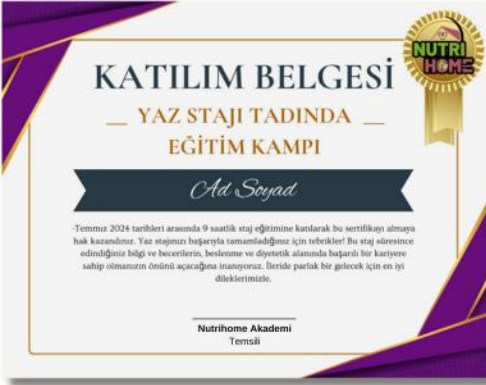 NUTRI
HOME
KATILIM BELGESİ
YAZ STAJI TADINDA
EĞİTİM KAMPI
Ad Soyad
-Temmuz 2024 tarihleri arasında 9 saatlik staj eğitimine katılarak bu sertifikayı almaya
hak kazandınız. Yaz stajınızı başarıyla tamamladığınız için tebrikler! Bu staj süresince
edindiğiniz bilgi ve becerilerin, beslenme ve diyetetik alanında başarılı bir kariyere
sahip olmanızın önünü açacağına inanıyoruz. İleride parlak bir gelecek için en iyi
dileklerimizle.
Nutrihome Akademi
Temsili